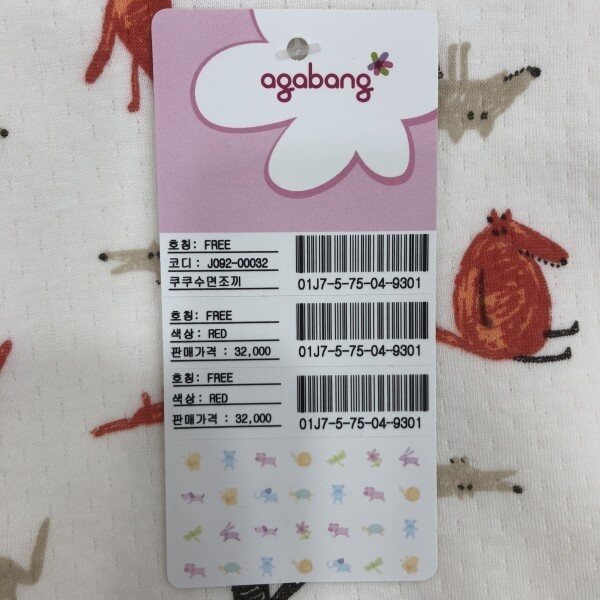 agabang
호칭: FREE
코디 : J092-00032
쿠쿠수면조끼
01J7-5-75-04-9301
호칭: FREE
색상: RED
판매가격 : 32,000
01J7-5-75-04-9301
호칭: FREE
색상: RED
판매가격 : 32,000
01J7-5-75-04-9301